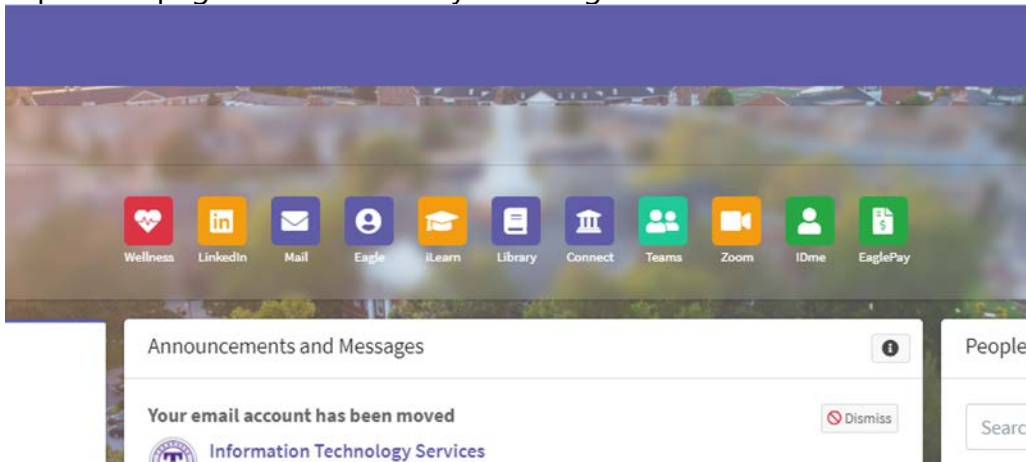 Wellness LinkedIn Mail Eagle iLearn Library Connect Teams Zoom IDme EaglePay
Announcements and Messages
People
Your email account has been moved
Dismiss
Searc
Information Technology Services